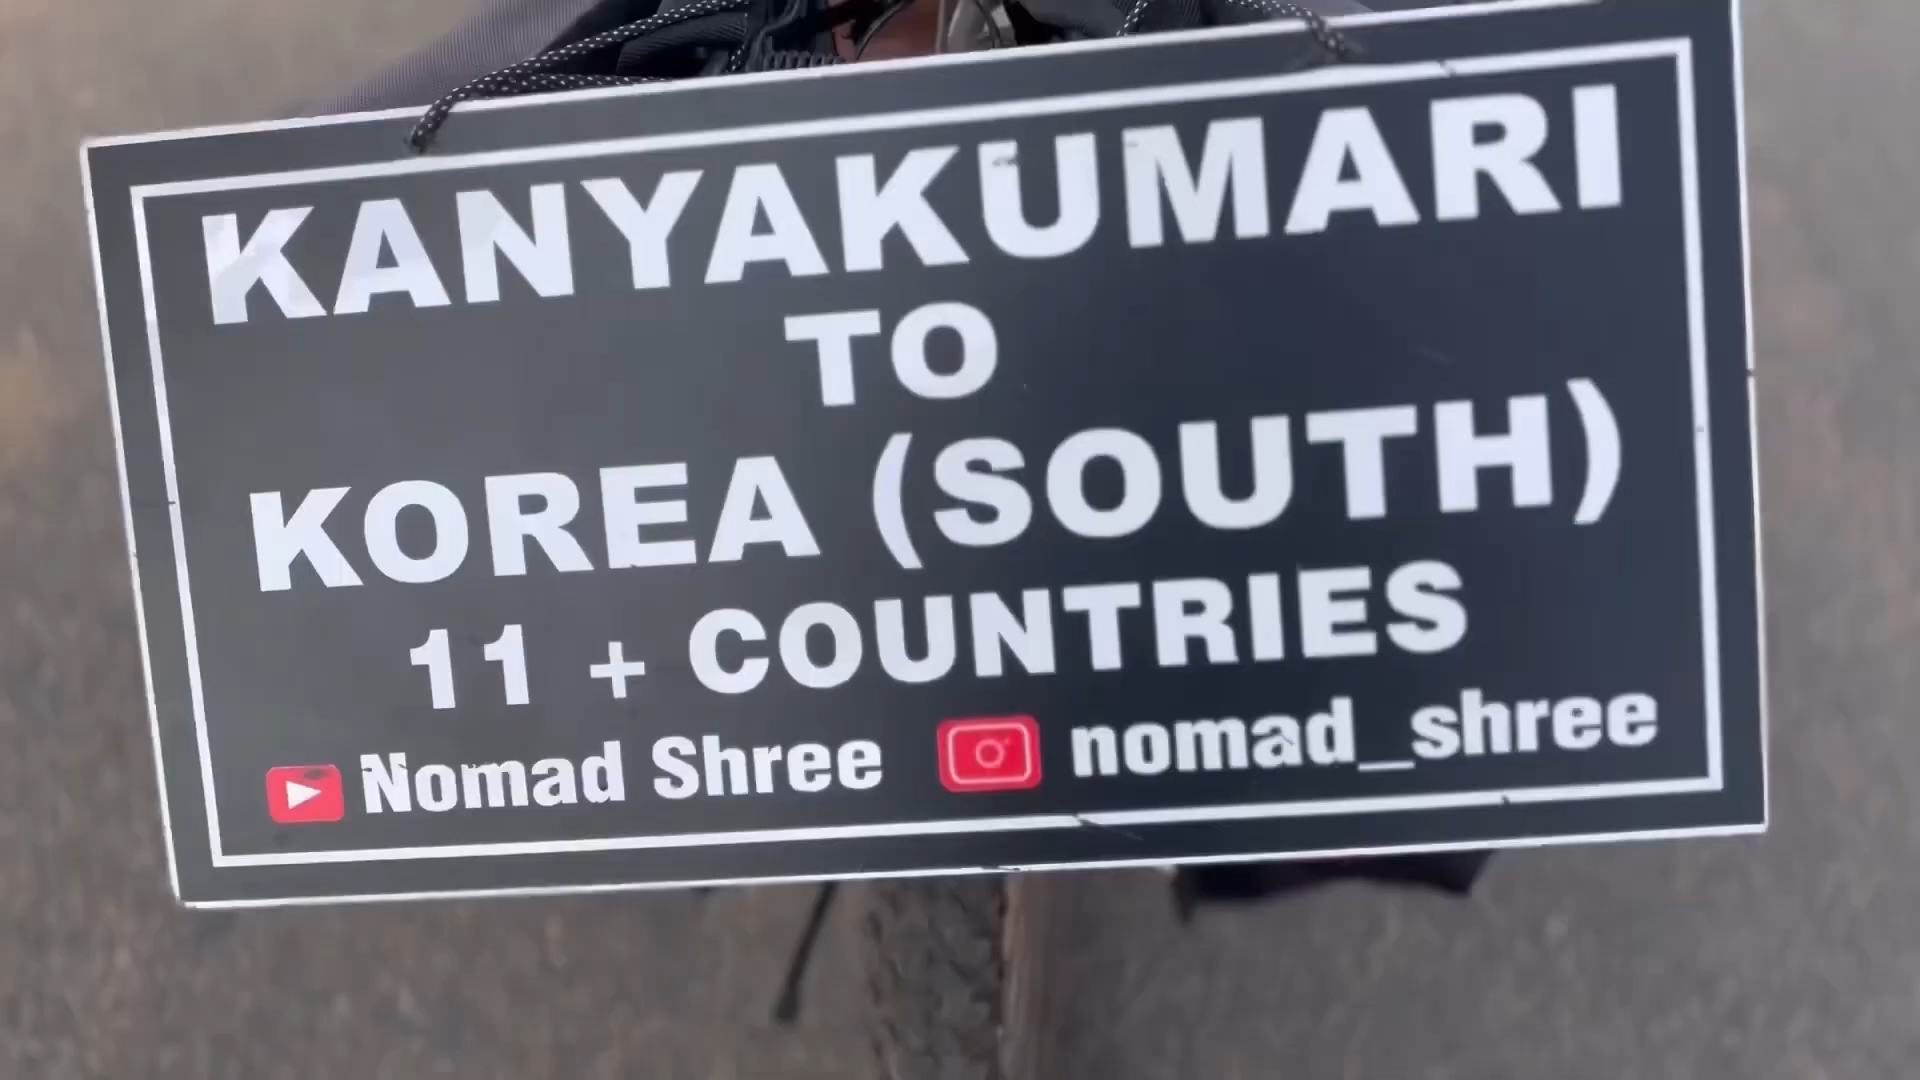 KANYAKUMARI
TO
KOREA (SOUTH)
11 + COUNTRIES
Nomad Shree nomad_shree